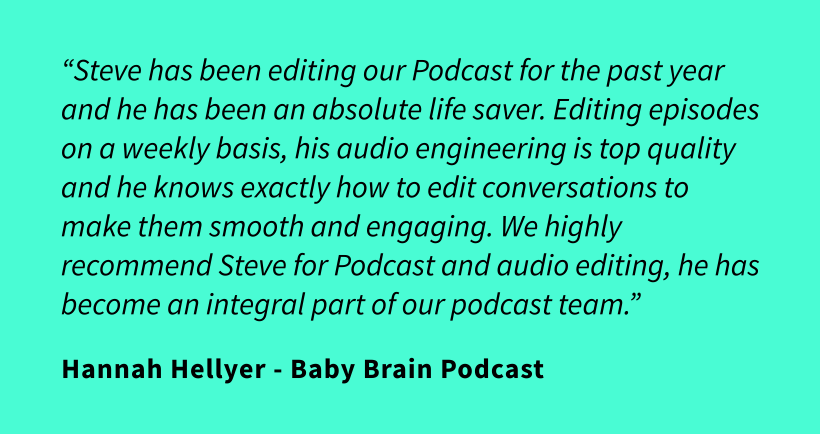 “Steve has been editing our Podcast for the past year
and he has been an absolute life saver. Editing episodes
on a weekly basis, his audio engineering is top quality
and he knows exactly how to edit conversations to
make them smooth and engaging. We highly
recommend Steve for Podcast and audio editing, he has
become an integral part of our podcast team.”
Hannah Hellyer - Baby Brain Podcast